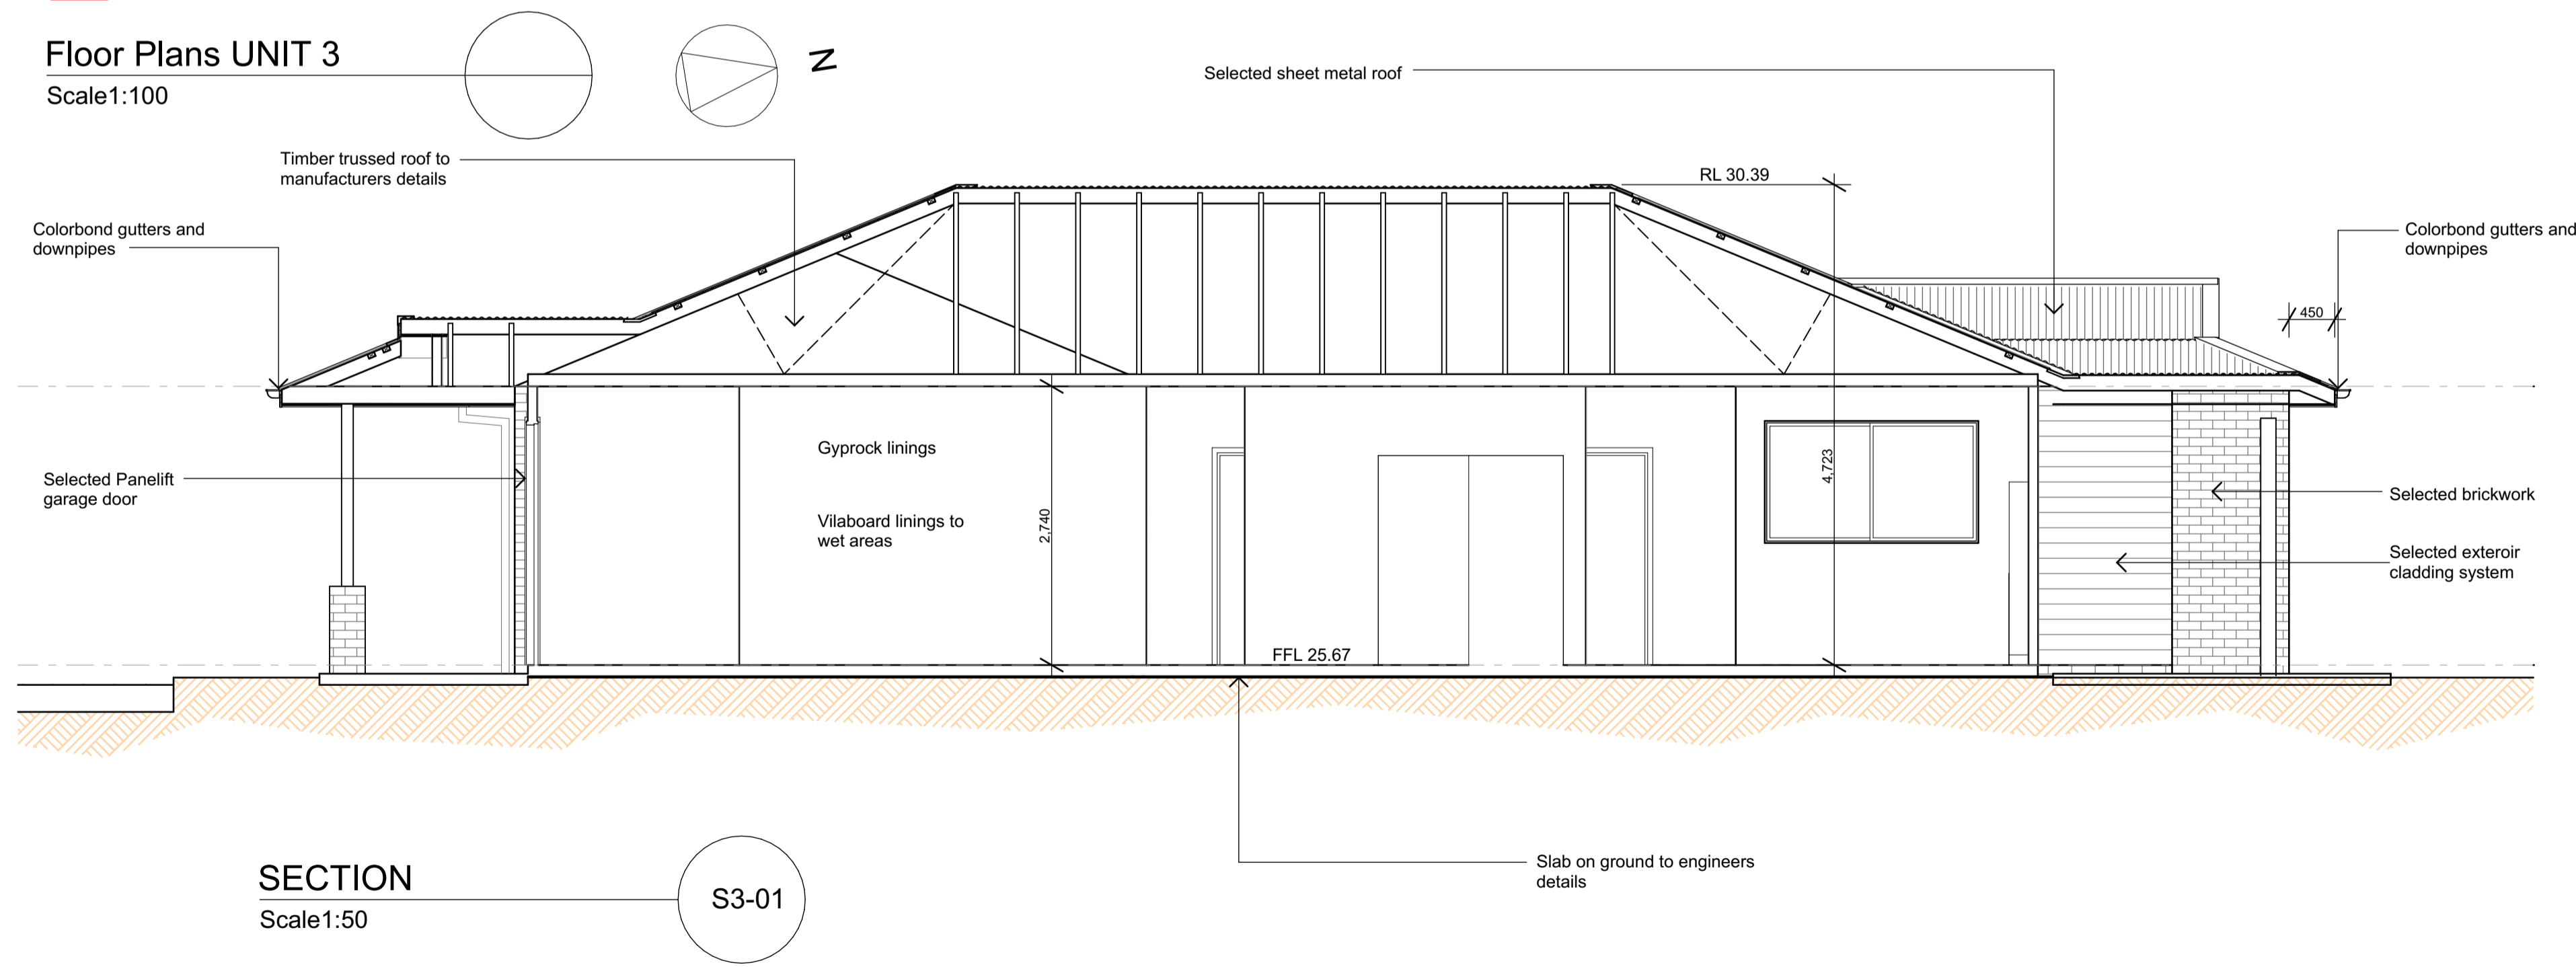 Floor Plans UNIT 3
Scale1:100
N
Selected sheet metal roof
Timber trussed roof to
manufacturers details
RL 30.39
Colorbond gutters and
downpipes
Colorbond gutters and
downpipes
450
Gyprock linings
4,723
Selected Panelift
garage door
Selected brickwork
Vilaboard linings to
wet areas
2,740
Selected exteroir
cladding system
FFL 25.67
Slab on ground to engineers
details
SECTION
S3-01
Scale1:50